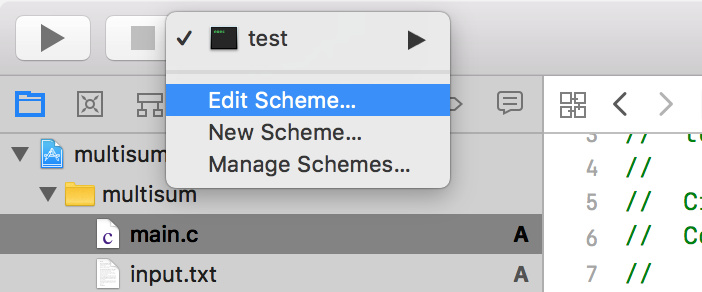 test
Edit Scheme...
New Scheme...
Manage Schemes...
multisum
multisum
main.c A
input.txt A
3 //
4 //
5 //
6 //
7 //